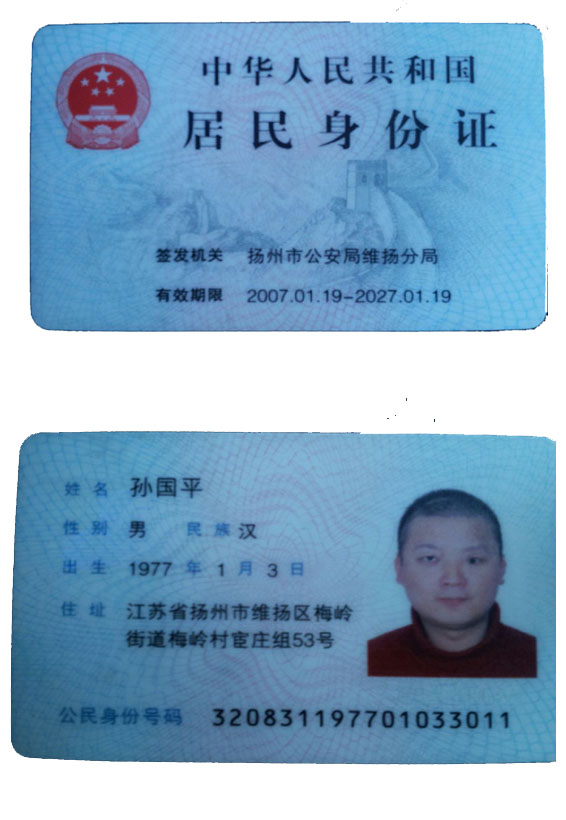 中华人民共和国
居民身份证
签发机关 扬州市公安局维扬分局
有效期限 2007.01.19-2027.01.19
姓名 孙国平
性别 男 民族 汉
出生 1977 年 1 月 3 日
住址 江苏省扬州市维扬区梅岭
街道梅岭村宦庄组53号
公民身份号码 320831197701033011